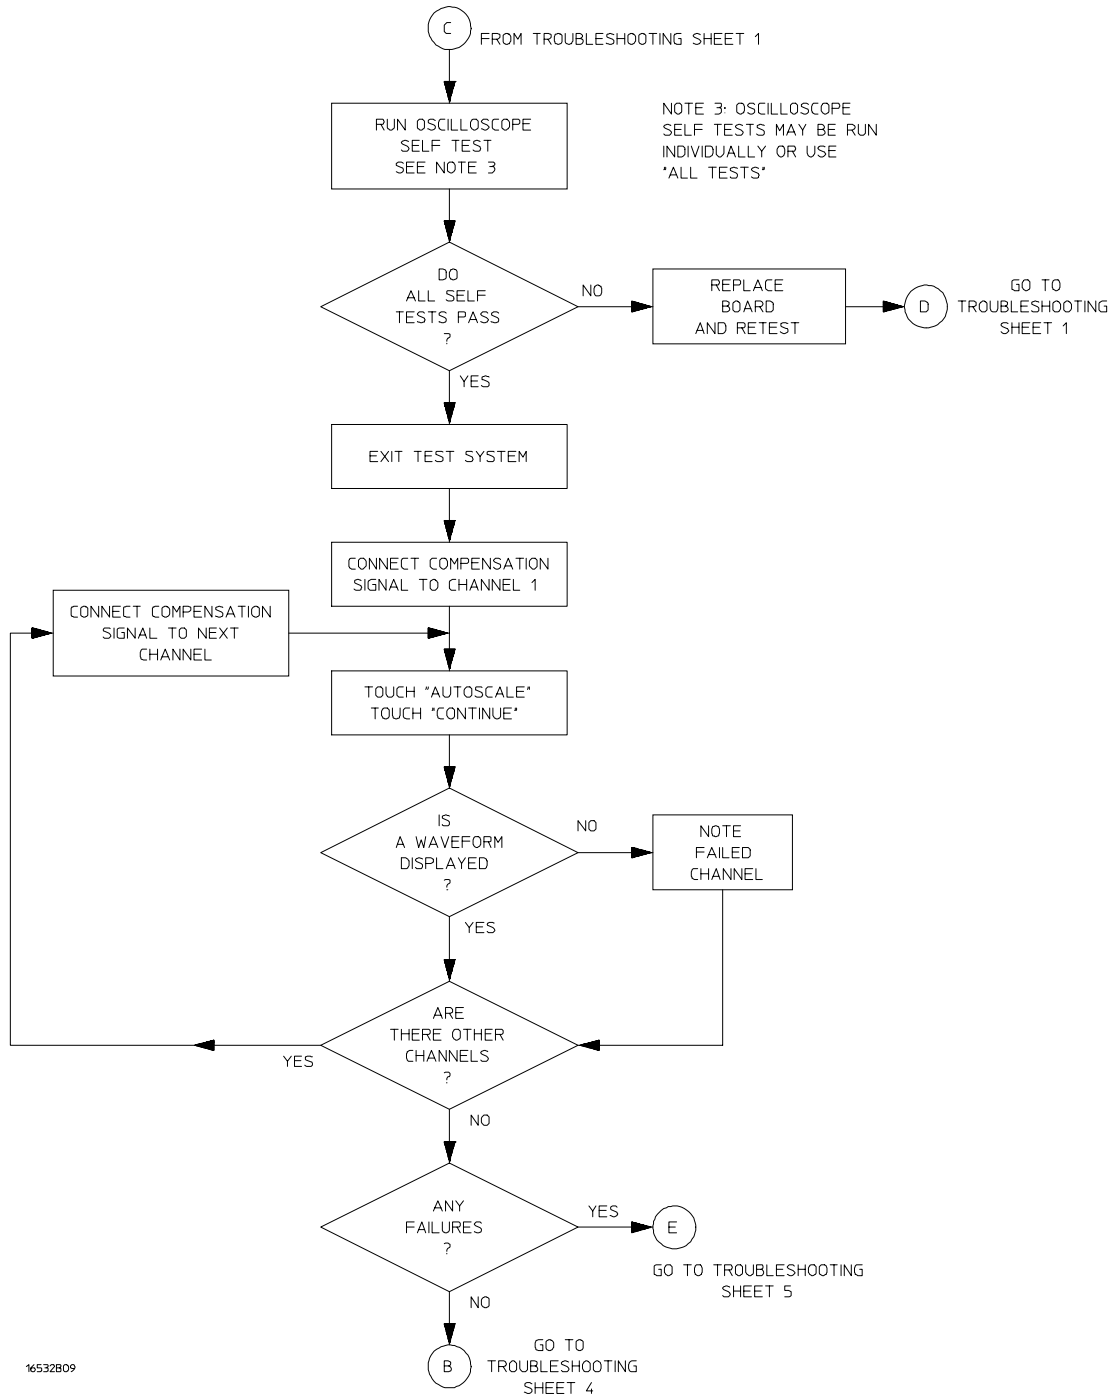 C
FROM TROUBLESHOOTING SHEET 1
RUN OSCILLOSCOPE
SELF TEST
SEE NOTE 3
NOTE 3: OSCILLOSCOPE
SELF TESTS MAY BE RUN
INDIVIDUALLY OR USE
"ALL TESTS"
DO
ALL SELF
TESTS PASS
?
NO
REPLACE
BOARD
AND RETEST
D
GO TO
TROUBLESHOOTING
SHEET 1
YES
EXIT TEST SYSTEM
CONNECT COMPENSATION
SIGNAL TO CHANNEL 1
CONNECT COMPENSATION
SIGNAL TO NEXT
CHANNEL
TOUCH "AUTOSCALE"
TOUCH "CONTINUE"
IS
A WAVEFORM
DISPLAYED
?
NO
NOTE
FAILED
CHANNEL
YES
ARE
THERE OTHER
CHANNELS
?
YES
NO
ANY
FAILURES
?
YES
E
GO TO TROUBLESHOOTING
SHEET 5
NO
B
GO TO
TROUBLESHOOTING
SHEET 4
16532B09